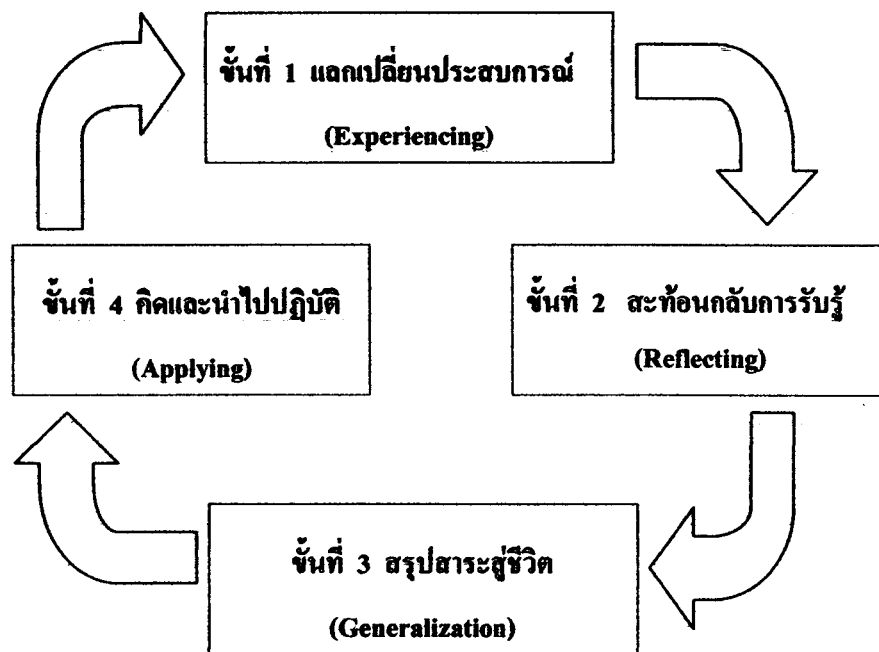 ขั้นที่ 1 แลกเปลี่ยนประสบการณ์
(Experiencing)
ขั้นที่ 2 สะท้อนกลับการรับรู้
(Reflecting)
ขั้นที่ 3 สรุปสาระสู่ชีวิต
(Generalization)
ขั้นที่ 4 คิดและนำไปปฏิบัติ
(Applying)